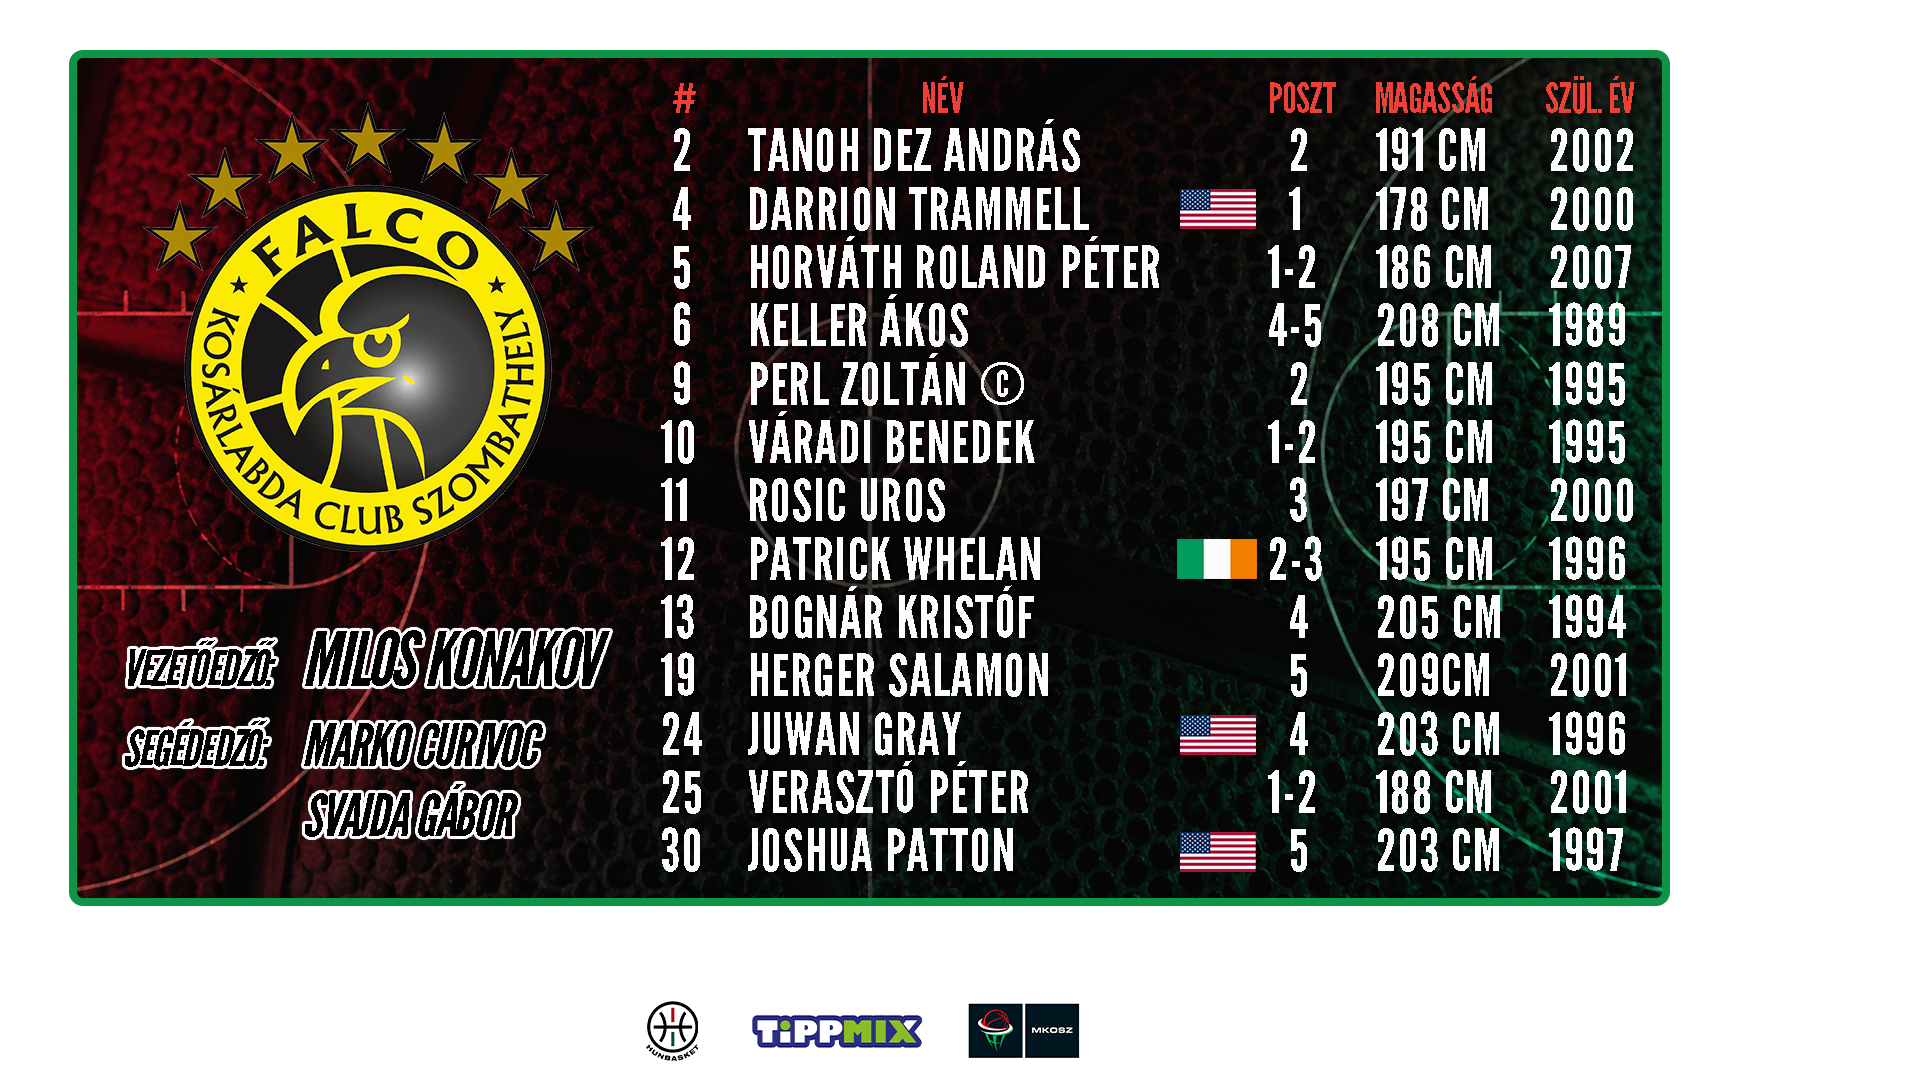 FALCO
KOSÁRLABDA CLUB SZOMBATHELY
VEZETŐEDZŐ: MILOS KONAKOV
SEGÉDEDZŐ: MARKO CURIVOC
SVAJDA GÁBOR
# NÉV POSZT MAGASSÁG SZÜL. ÉV
2 TANOH DEZ ANDRÁS 2 191 CM 2002
4 DARRION TRAMMELL 1 178 CM 2000
5 HORVÁTH ROLAND PÉTER 1-2 186 CM 2007
6 KELLER ÁKOS 4-5 208 CM 1989
9 PERL ZOLTÁN © 2 195 CM 1995
10 VÁRADI BENEDEK 1-2 195 CM 1995
11 ROSIC UROS 3 197 CM 2000
12 PATRICK WHELAN 2-3 195 CM 1996
13 BOGNÁR KRISTÓF 4 205 CM 1994
19 HERGER SALAMON 5 209CM 2001
24 JUWAN GRAY 4 203 CM 1996
25 VERASZTÓ PÉTER 1-2 188 CM 2001
30 JOSHUA PATTON 5 203 CM 1997
HUNBASKET TiPPMIX MKOSZ